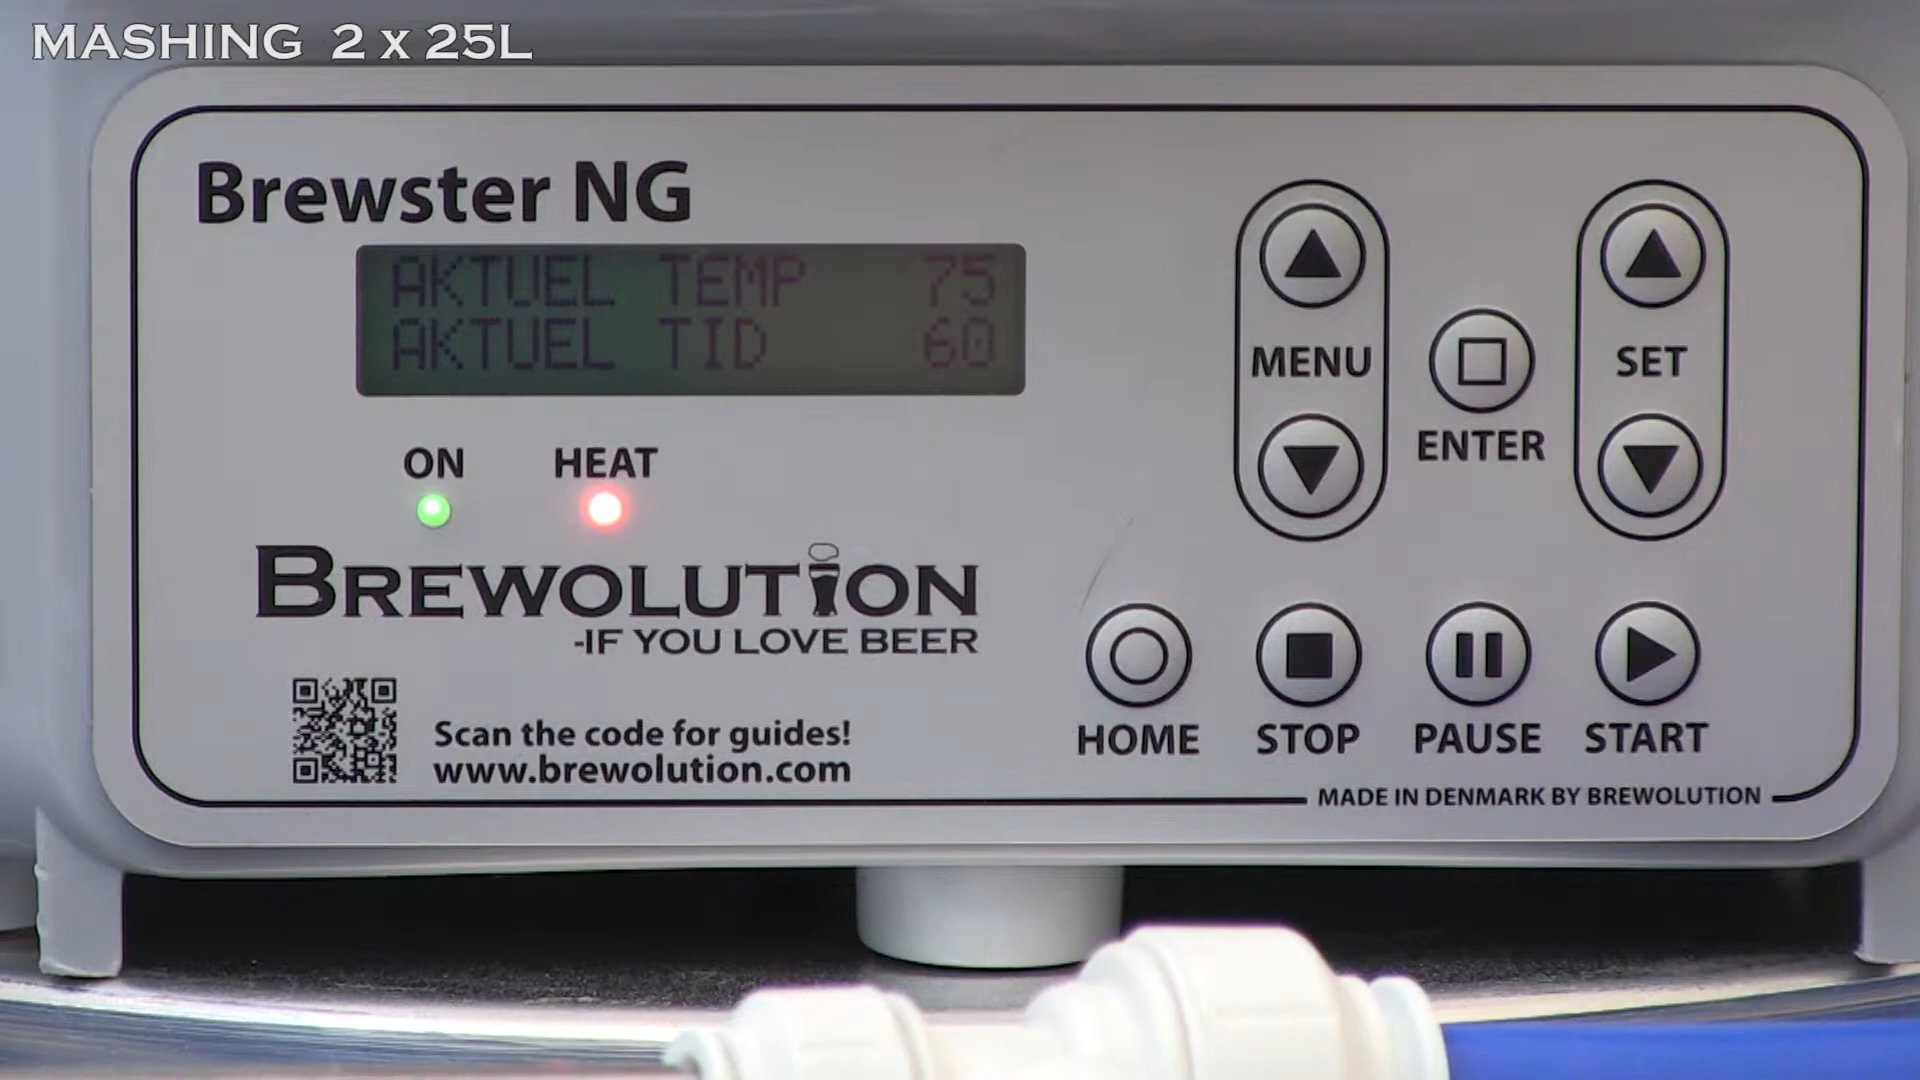 MASHING 2 x 25L
Brewster NG
AKTUEL TEMP 75
AKTUEL TID 60
ON HEAT
MENU
ENTER
SET
BREWOLUTION
-IF YOU LOVE BEER
Scan the code for guides!
www.brewolution.com
HOME STOP PAUSE START
MADE IN DENMARK BY BREWOLUTION